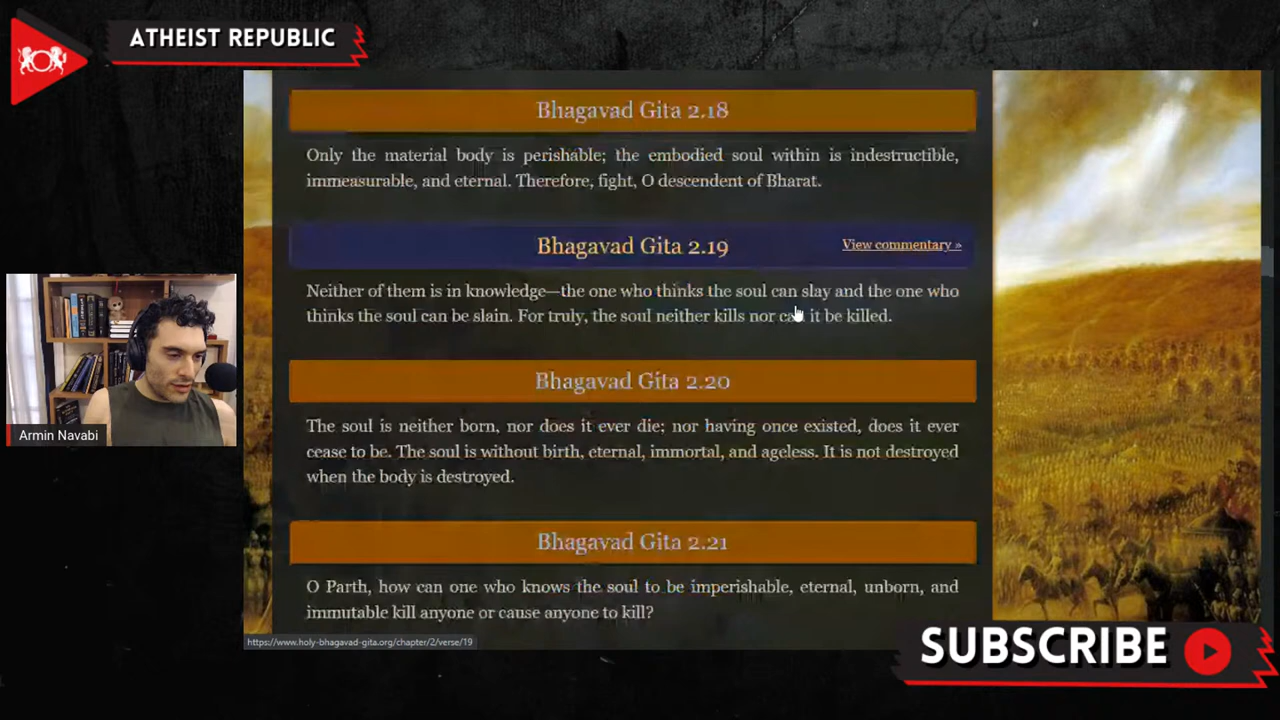 ATHEIST REPUBLIC
Bhagavad Gita 2.18
Only the material body is perishable; the embodied soul within is indestructible,
immeasurable, and eternal. Therefore, fight, O descendent of Bharat.
Bhagavad Gita 2.19
View commentary »
Neither of them is in knowledge—the one who thinks the soul can slay and the one who
thinks the soul can be slain. For truly, the soul neither kills nor can it be killed.
Bhagavad Gita 2.20
The soul is neither born, nor does it ever die; nor having once existed, does it ever
cease to be. The soul is without birth, eternal, immortal, and ageless. It is not destroyed
when the body is destroyed.
Bhagavad Gita 2.21
O Parth, how can one who knows the soul to be imperishable, eternal, unborn, and
immutable kill anyone or cause anyone to kill?
https://www.holy-bhagavad-gita.org/chapter/2/verse/19
Armin Navabi
SUBSCRIBE